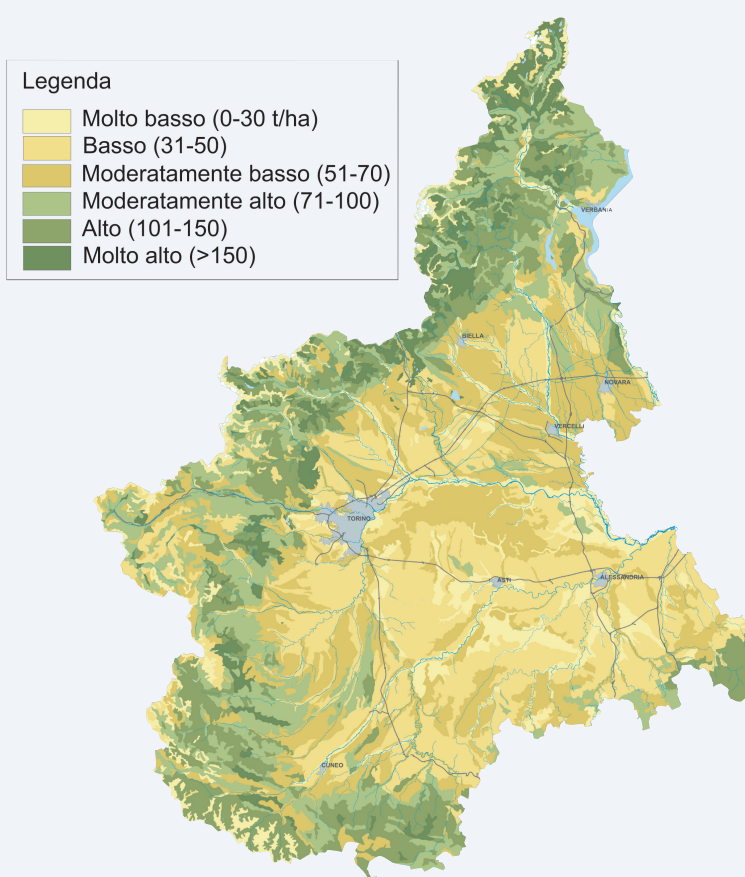 Legenda
Molto basso (0-30 t/ha)
Basso (31-50)
Moderatamente basso (51-70)
Moderatamente alto (71-100)
Alto (101-150)
Molto alto (>150)
VERBANIA
BIELLA
NOVARA
VERCELLI
TORINO
ASTI
ALESSANDRIA
CUNEO